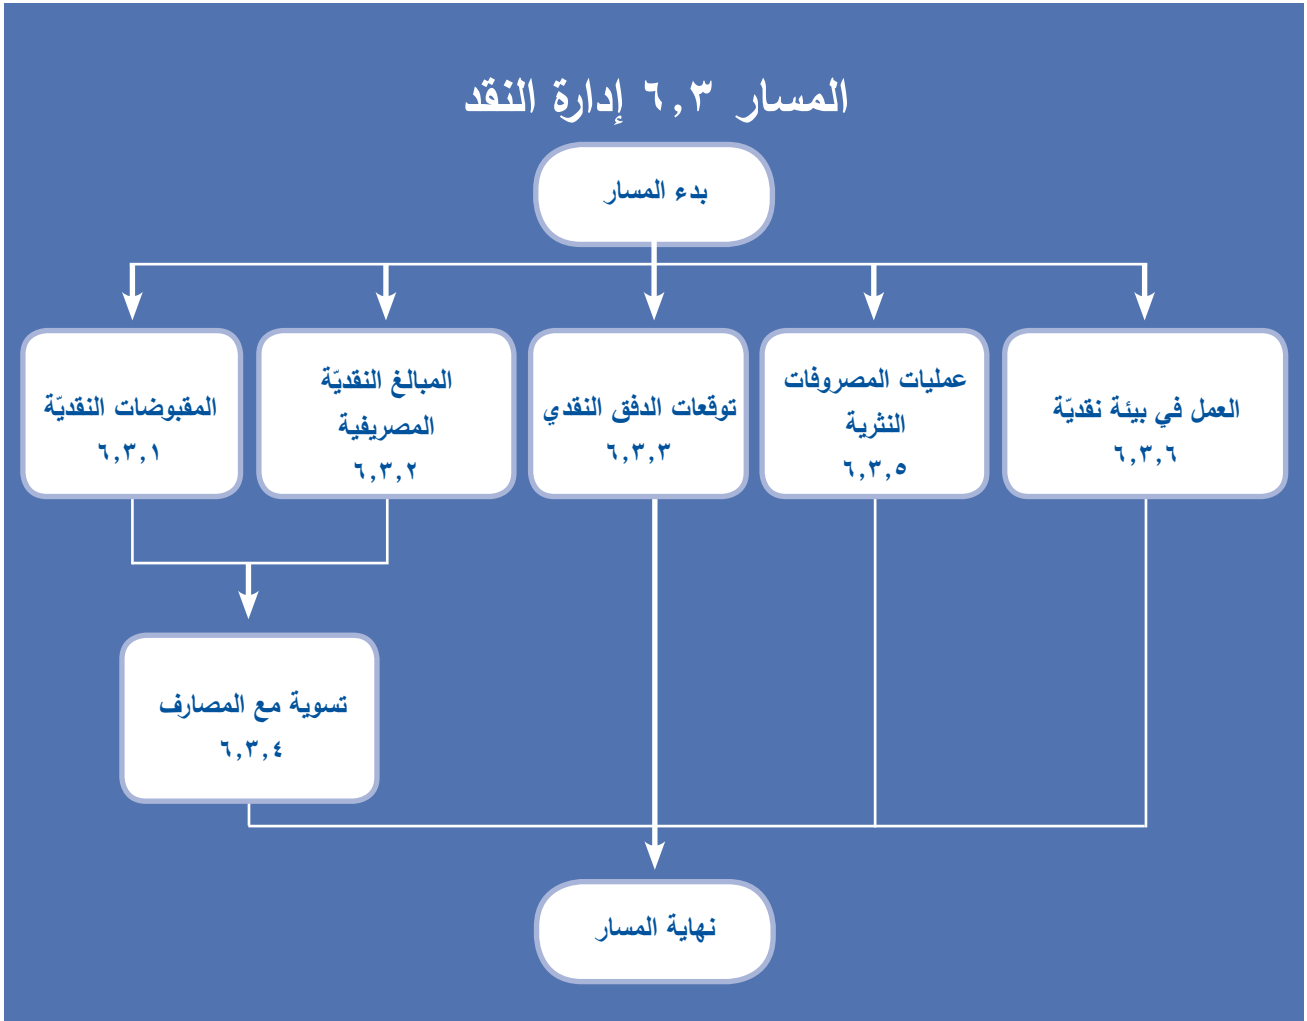 المسار ٦,٣ إدارة النقد
بدء المسار
المقبوضات النقديّة
٦,٣,١
المبالغ النقديّة
المصريفية
٦,٣,٢
توقعات الدفق النقدي
٦,٣,٣
عمليات المصروفات
النثرية
٦,٣,٥
العمل في بيئة نقديّة
٦,٣,٦
تسوية مع المصارف
٦,٣,٤
نهاية المسار